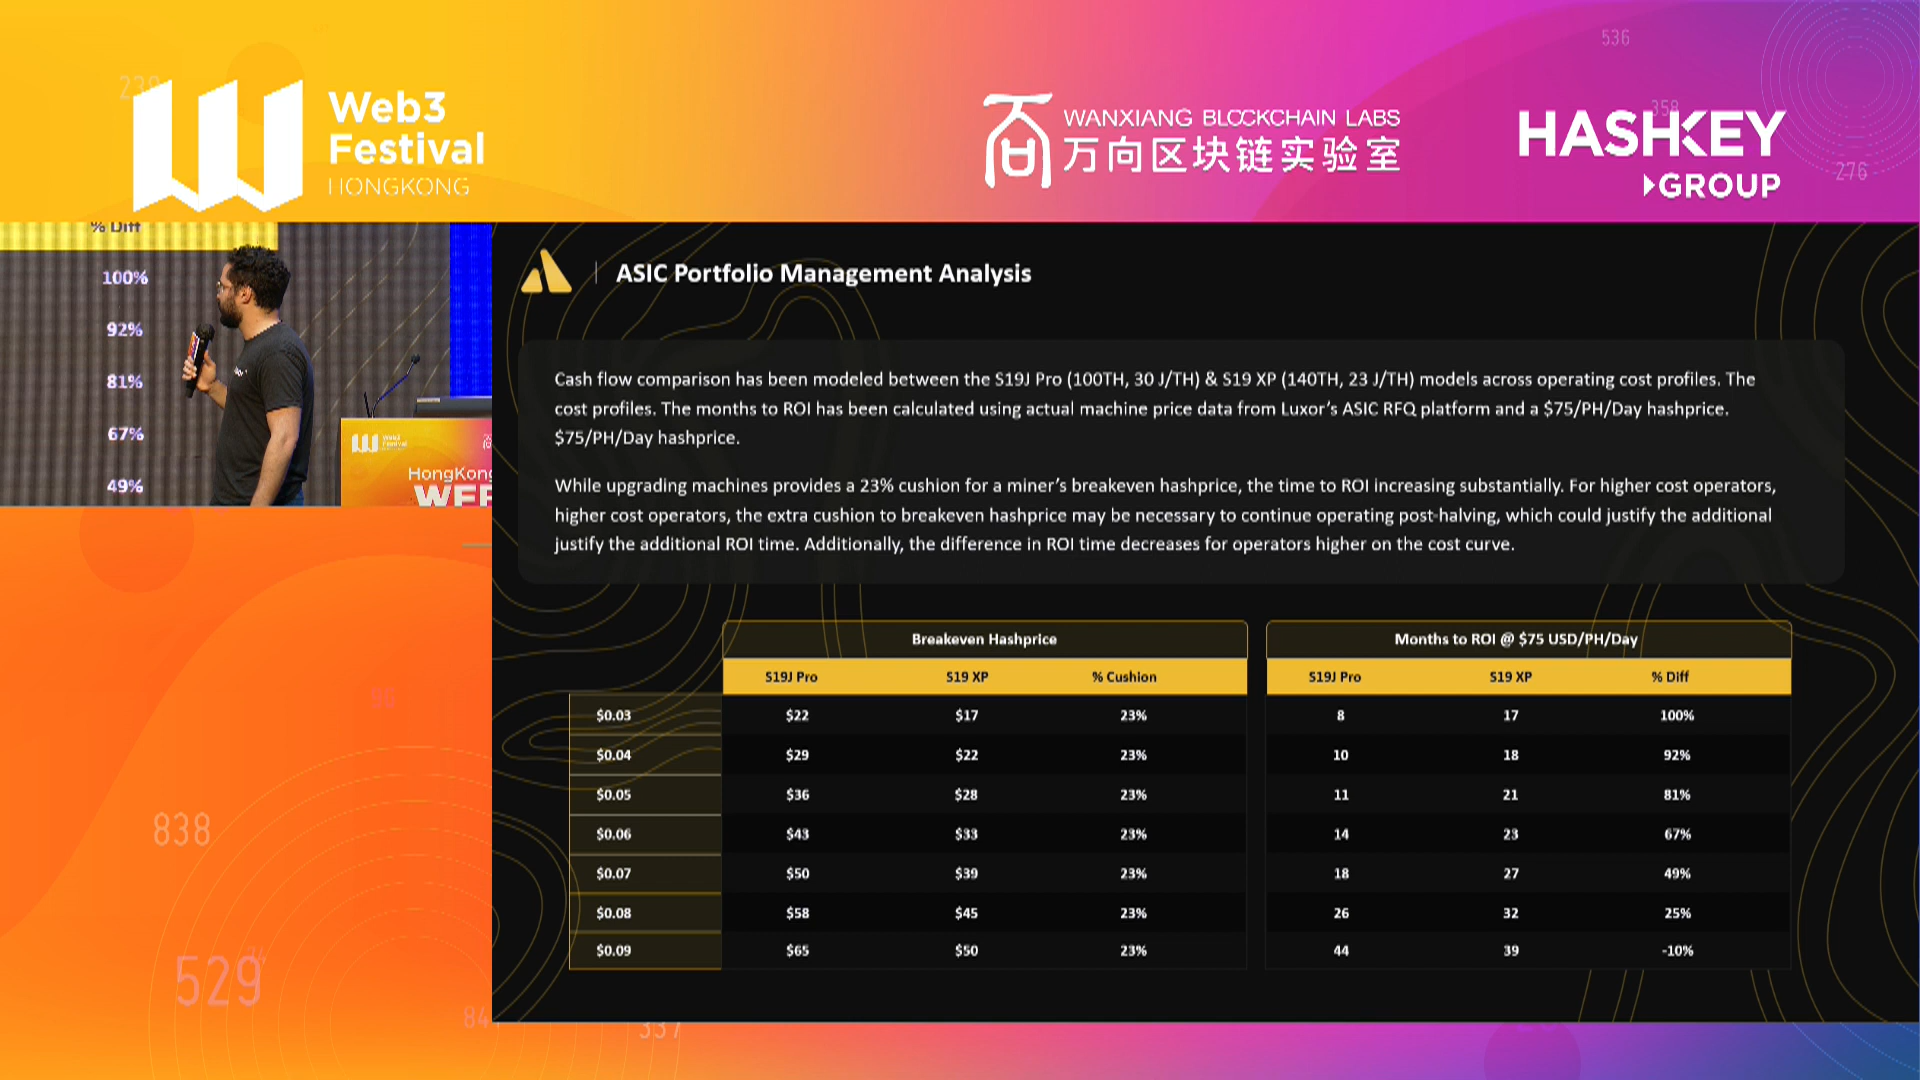 Web3
Festival
HONGKONG
WANXIANG BLOCKCHAIN LABS
万向区块链实验室
HASHKEY
GROUP
239
536
358
276
% Diff
100%
92%
81%
67%
49%
Web3
Festival
HongKong
ASIC Portfolio Management Analysis
Cash flow comparison has been modeled between the S19J Pro (100TH, 30 J/TH) & S19 XP (140TH, 23 J/TH) models across operating cost profiles. The
cost profiles. The months to ROI has been calculated using actual machine price data from Luxor's ASIC RFQ platform and a $75/PH/Day hashprice.
$75/PH/Day hashprice.
While upgrading machines provides a 23% cushion for a miner's breakeven hashprice, the time to ROI increasing substantially. For higher cost operators,
higher cost operators, the extra cushion to breakeven hashprice may be necessary to continue operating post-halving, which could justify the additional
justify the additional ROI time. Additionally, the difference in ROI time decreases for operators higher on the cost curve.
Breakeven Hashprice Months to ROI @ $75 USD/PH/Day
S19J Pro S19 XP % Cushion S19J Pro S19 XP % Diff
$0.03 $22 $17 23% 8 17 100%
$0.04 $29 $22 23% 10 18 92%
$0.05 $36 $28 23% 11 21 81%
$0.06 $43 $33 23% 14 23 67%
$0.07 $50 $39 23% 18 27 49%
$0.08 $58 $45 23% 26 32 25%
$0.09 $65 $50 23% 44 39 -10%
838
529
84
337